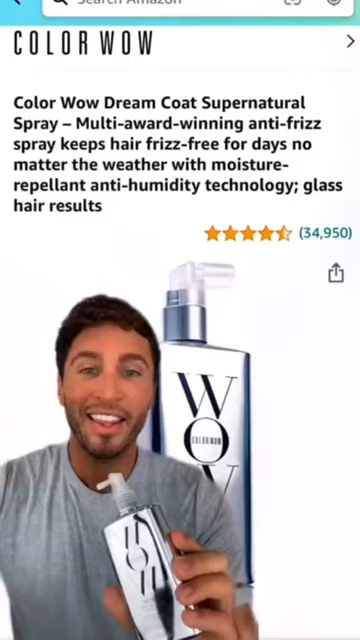 Search Amazon
COLOR WOW
Color Wow Dream Coat Supernatural
Spray – Multi-award-winning anti-frizz
spray keeps hair frizz-free for days no
matter the weather with moisture-
repellant anti-humidity technology; glass
hair results
(34,950)
W
COLOR WOW
O
W
WOW